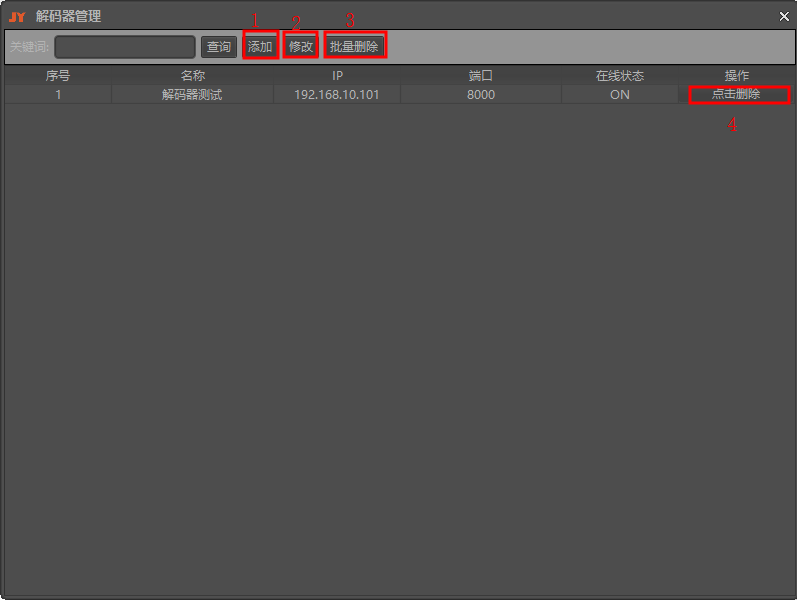 JY 解码器管理
1 2 3
关键词: 查询 添加 修改 批量删除
序号 名称 IP 端口 在线状态 操作
1 解码器测试 192.168.10.101 8000 ON 点击删除
4